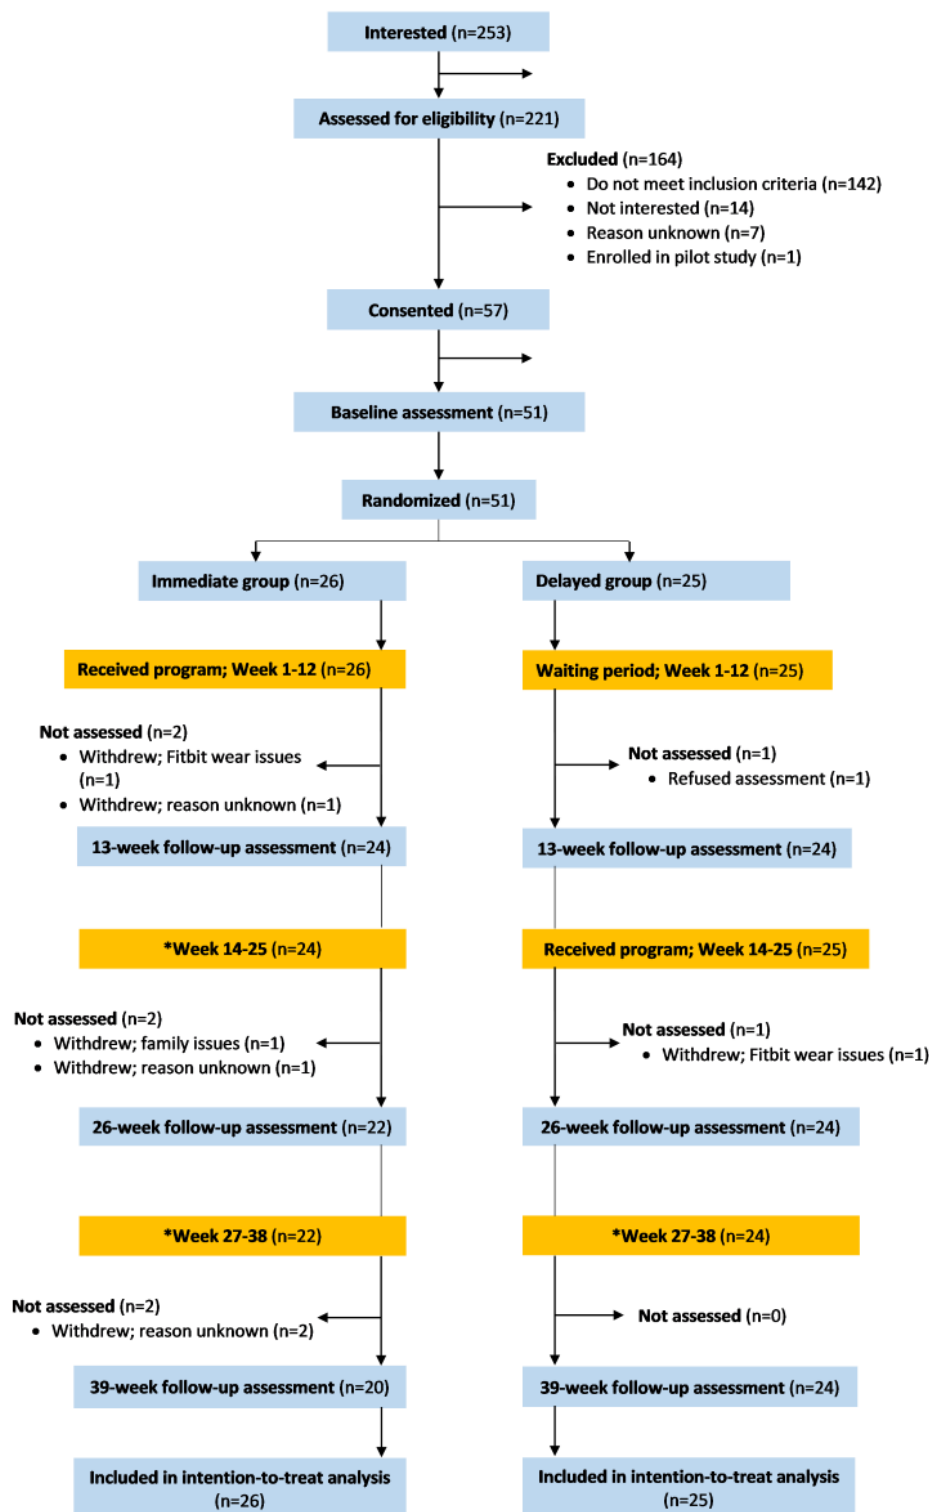 Interested (n=253)
Assessed for eligibility (n=221)
Excluded (n=164)
• Do not meet inclusion criteria (n=142)
• Not interested (n=14)
• Reason unknown (n=7)
• Enrolled in pilot study (n=1)
Consented (n=57)
Baseline assessment (n=51)
Randomized (n=51)
Immediate group (n=26)
Delayed group (n=25)
Received program; Week 1-12 (n=26)
Waiting period; Week 1-12 (n=25)
Not assessed (n=2)
• Withdrew; Fitbit wear issues
(n=1)
• Withdrew; reason unknown (n=1)
Not assessed (n=1)
• Refused assessment (n=1)
13-week follow-up assessment (n=24)
13-week follow-up assessment (n=24)
*Week 14-25 (n=24)
Received program; Week 14-25 (n=25)
Not assessed (n=2)
• Withdrew; family issues (n=1)
• Withdrew; reason unknown (n=1)
Not assessed (n=1)
• Withdrew; Fitbit wear issues (n=1)
26-week follow-up assessment (n=22)
26-week follow-up assessment (n=24)
*Week 27-38 (n=22)
*Week 27-38 (n=24)
Not assessed (n=2)
• Withdrew; reason unknown (n=2)
Not assessed (n=0)
39-week follow-up assessment (n=20)
39-week follow-up assessment (n=24)
Included in intention-to-treat analysis
(n=26)
Included in intention-to-treat analysis
(n=25)